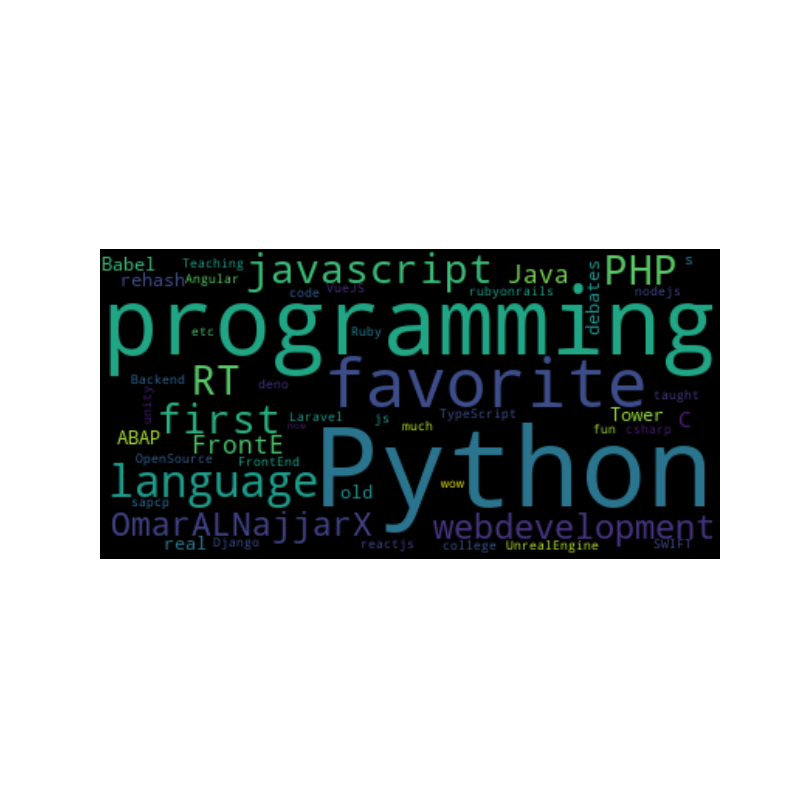 Babel Teaching javascript Java PHP s
rehash Angular code VueJS rubyonrails debates nodejs
programming
etc Ruby
Backend RT deno favorite taught
unity first Laravel js much TypeScript Tower C
ABAP FrontE now Python fun csharp
OpenSource FrontEnd
language old wow
sapcp
OmarALNajjarX webdevelopment
real Django reactjs college UnrealEngine SWIFT